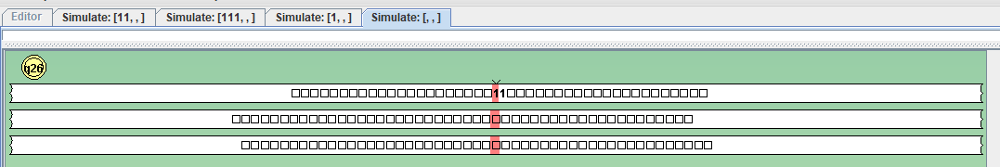 Editor Simulate: [11, , ] Simulate: [111, , ] Simulate: [1, , ] Simulate: [, , ]
q26
□□□□□□□□□□□□□□□□□□□□□11□□□□□□□□□□□□□□□□□□□□□
□□□□□□□□□□□□□□□□□□□□□□□□□□□□□□□□□□□□□□□□□□□□□□□□
□□□□□□□□□□□□□□□□□□□□□□□□□□□□□□□□□□□□□□□□□□□□□□□□□